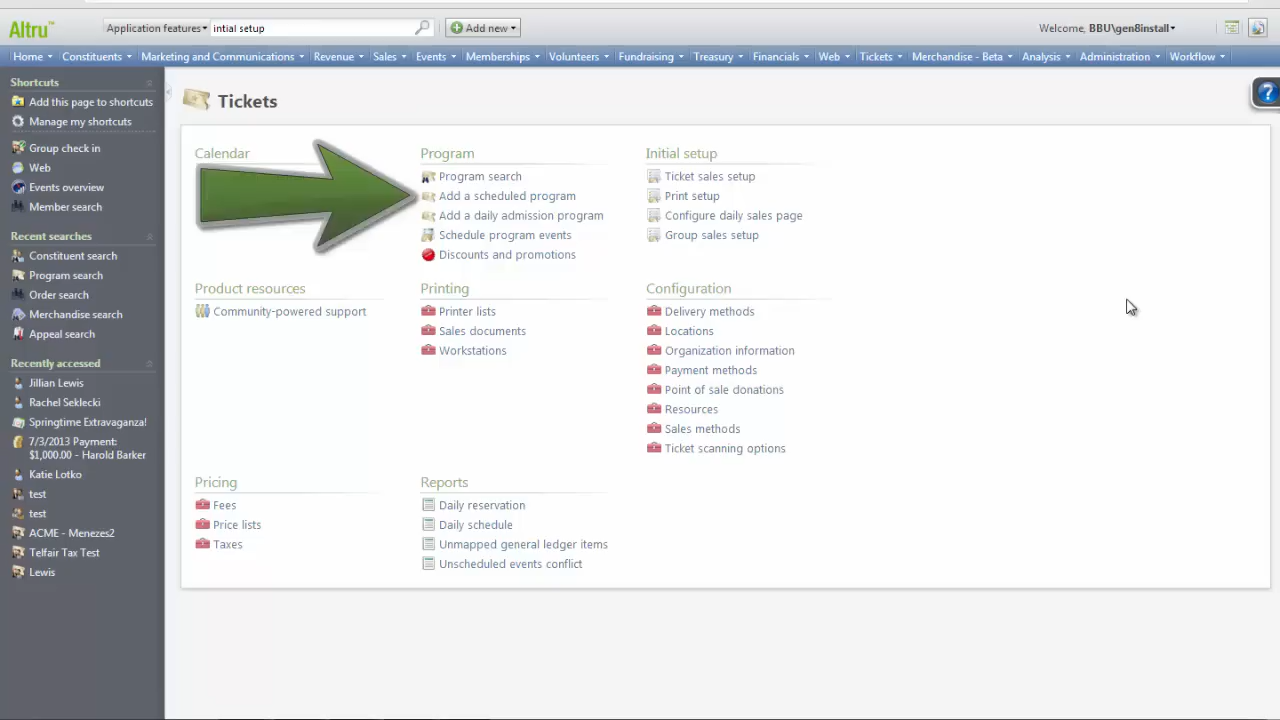 Altru™
Application features
intial setup
Add new
Welcome, BBU\gen8install
Home
Constituents
Marketing and Communications
Revenue
Sales
Events
Memberships
Volunteers
Fundraising
Treasury
Financials
Web
Tickets
Merchandise - Beta
Analysis
Administration
Workflow
Shortcuts
Add this page to shortcuts
Manage my shortcuts
Group check in
Web
Events overview
Member search
Recent searches
Constituent search
Program search
Order search
Merchandise search
Appeal search
Recently accessed
Jillian Lewis
Rachel Seklecki
Springtime Extravaganza!
7/3/2013 Payment:
$1,000.00 - Harold Barker
Katie Lotko
test
test
ACME - Menezes2
Telfair Tax Test
Lewis
Tickets
Calendar
Program
Program search
Add a scheduled program
Add a daily admission program
Schedule program events
Discounts and promotions
Initial setup
Ticket sales setup
Print setup
Configure daily sales page
Group sales setup
Product resources
Community-powered support
Printing
Printer lists
Sales documents
Workstations
Configuration
Delivery methods
Locations
Organization information
Payment methods
Point of sale donations
Resources
Sales methods
Ticket scanning options
Pricing
Fees
Price lists
Taxes
Reports
Daily reservation
Daily schedule
Unmapped general ledger items
Unscheduled events conflict
?